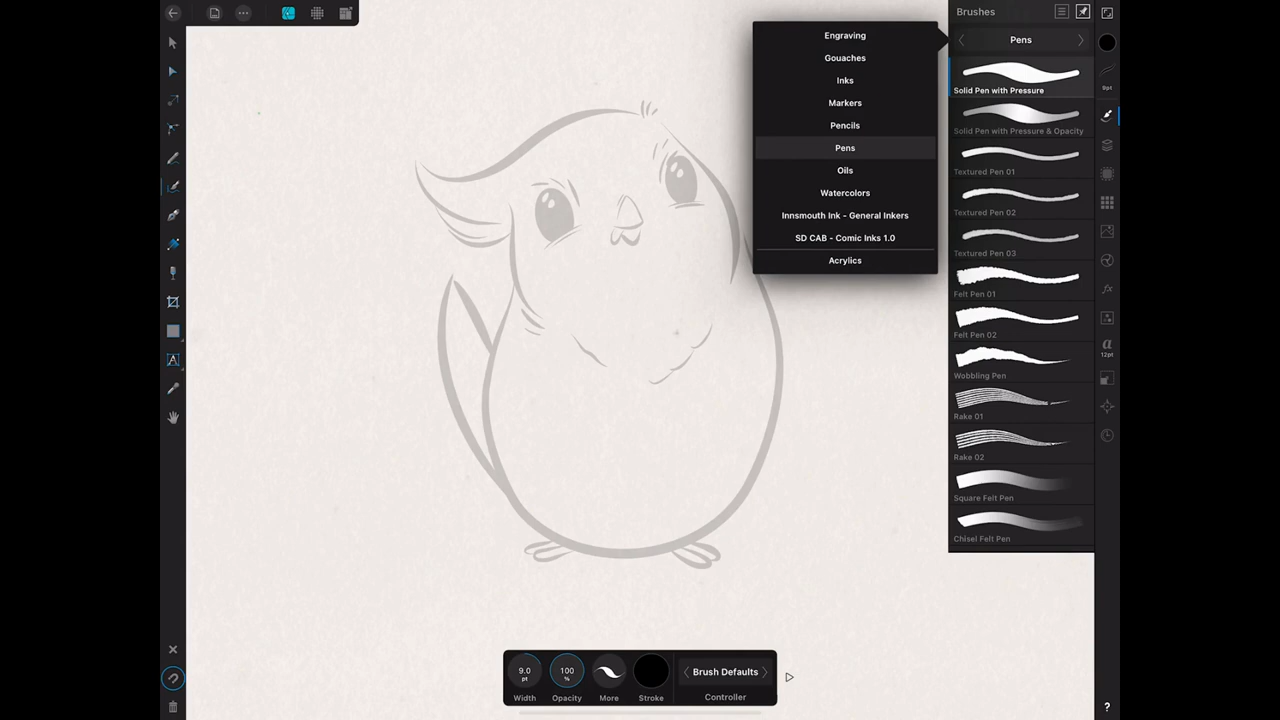 Brushes
Pens
Engraving
Gouaches
Inks
Markers
Pencils
Pens
Oils
Watercolors
Innsmouth Ink - General Inkers
SD CAB - Comic Inks 1.0
Acrylics
Solid Pen with Pressure
Solid Pen with Pressure & Opacity
Textured Pen 01
Textured Pen 02
Textured Pen 03
Felt Pen 01
Felt Pen 02
Wobbling Pen
Rake 01
Rake 02
Square Felt Pen
Chisel Felt Pen
9pt
fx
a
12pt
?
A
9.0
pt
Width
100
%
Opacity
More
Stroke
Brush Defaults
Controller